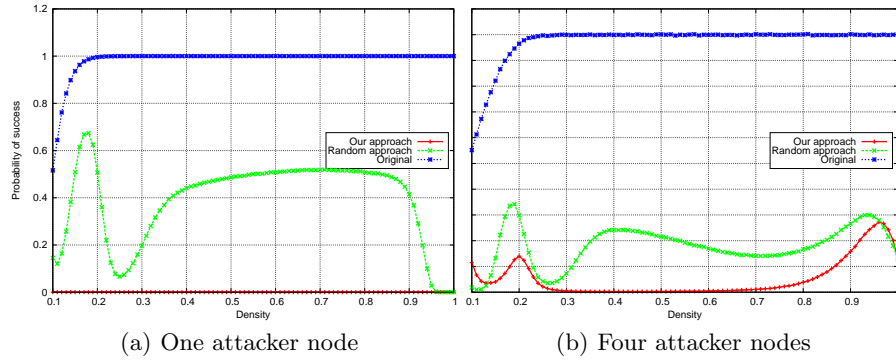 1.2
1
0.8
0.6
0.4
0.2
0
Probability of success
0.1 0.2 0.3 0.4 0.5 0.6 0.7 0.8 0.9 1
Density
Our approach
Random approach
Original
(a) One attacker node
Our approach
Random approach
Original
0.1 0.2 0.3 0.4 0.5 0.6 0.7 0.8 0.9
Density
(b) Four attacker nodes